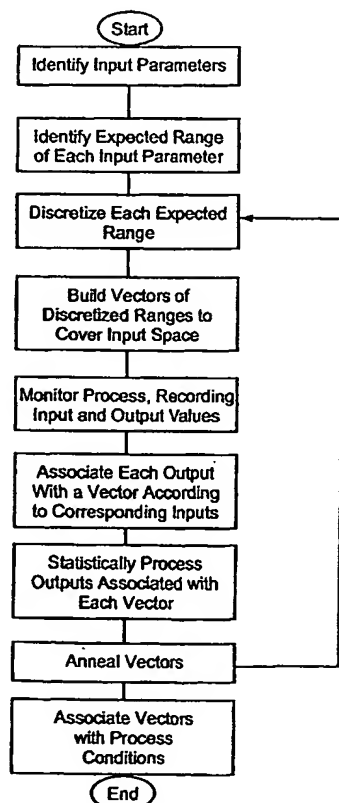 Start
Identify Input Parameters
Identify Expected Range
of Each Input Parameter
Discretize Each Expected
Range
Build Vectors of
Discretized Ranges to
Cover Input Space
Monitor Process, Recording
Input and Output Values
Associate Each Output
With a Vector According
to Corresponding Inputs
Statistically Process
Outputs Associated with
Each Vector
Anneal Vectors
Associate Vectors
with Process
Conditions
End